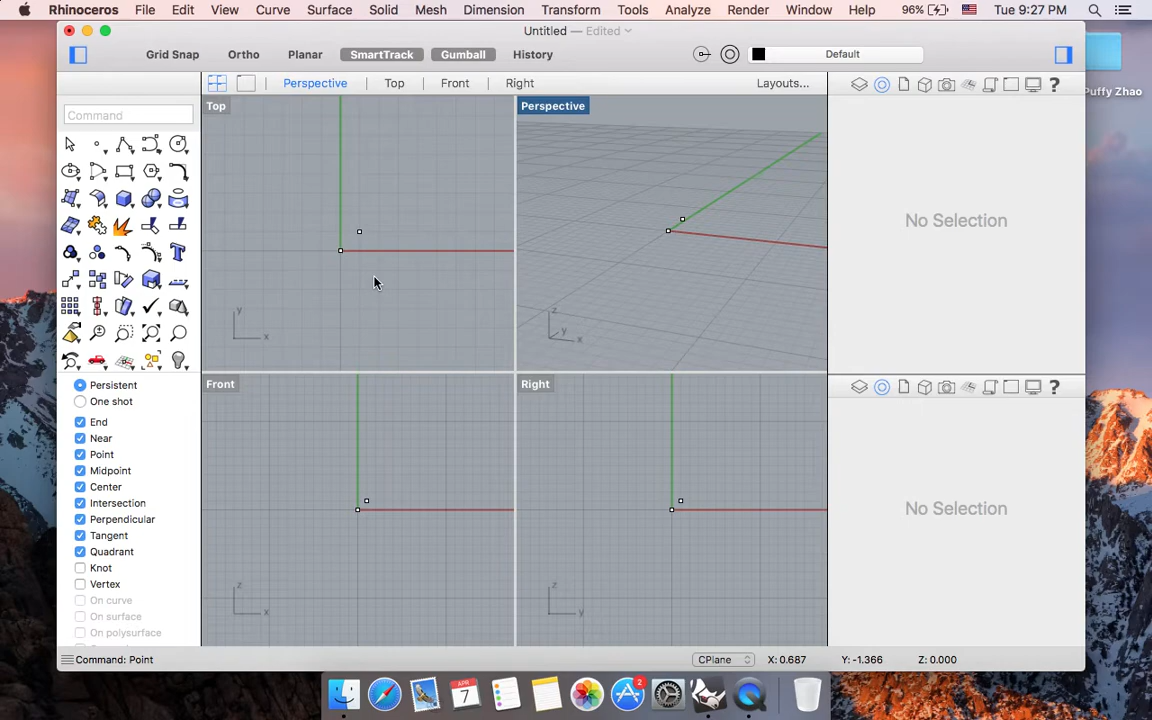 Rhinoceros File Edit View Curve Surface Solid Mesh Dimension Transform Tools Analyze Render Window Help 96% Tue 9:27 PM
Untitled — Edited
Grid Snap Ortho Planar SmartTrack Gumball History Default
Perspective Top Front Right Layouts...
Puffy Zhao
Command
Top
Perspective
y
x
z
y
x
No Selection
Front
Right
z
x
z
y
No Selection
Persistent
One shot
End
Near
Point
Midpoint
Center
Intersection
Perpendicular
Tangent
Quadrant
Knot
Vertex
On curve
On surface
On polysurface
Command: Point CPlane X: 0.687 Y: -1.366 Z: 0.000
APR
7
2